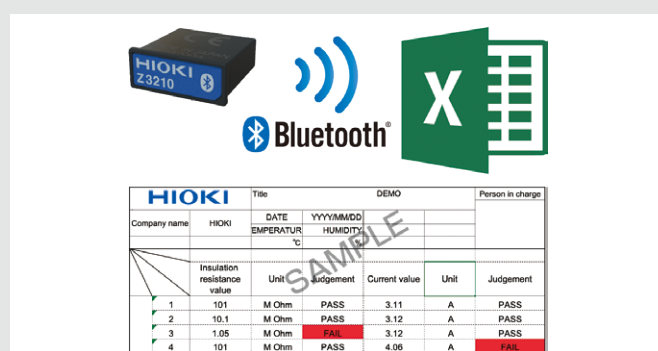 HIOKI
Z3210
Bluetooth®
X
HIOKI Title DEMO Person in charge
Company name HIOKI DATE YYYY/MM/DD
EMPERATUR HUMIDITY
℃ %
SAMPLE
Insulation resistance value Unit Judgement Current value Unit Judgement
1 101 M Ohm PASS 3.11 A PASS
2 10.1 M Ohm PASS 3.12 A PASS
3 1.05 M Ohm FAIL 3.12 A PASS
4 101 M Ohm PASS 4.06 A FAIL